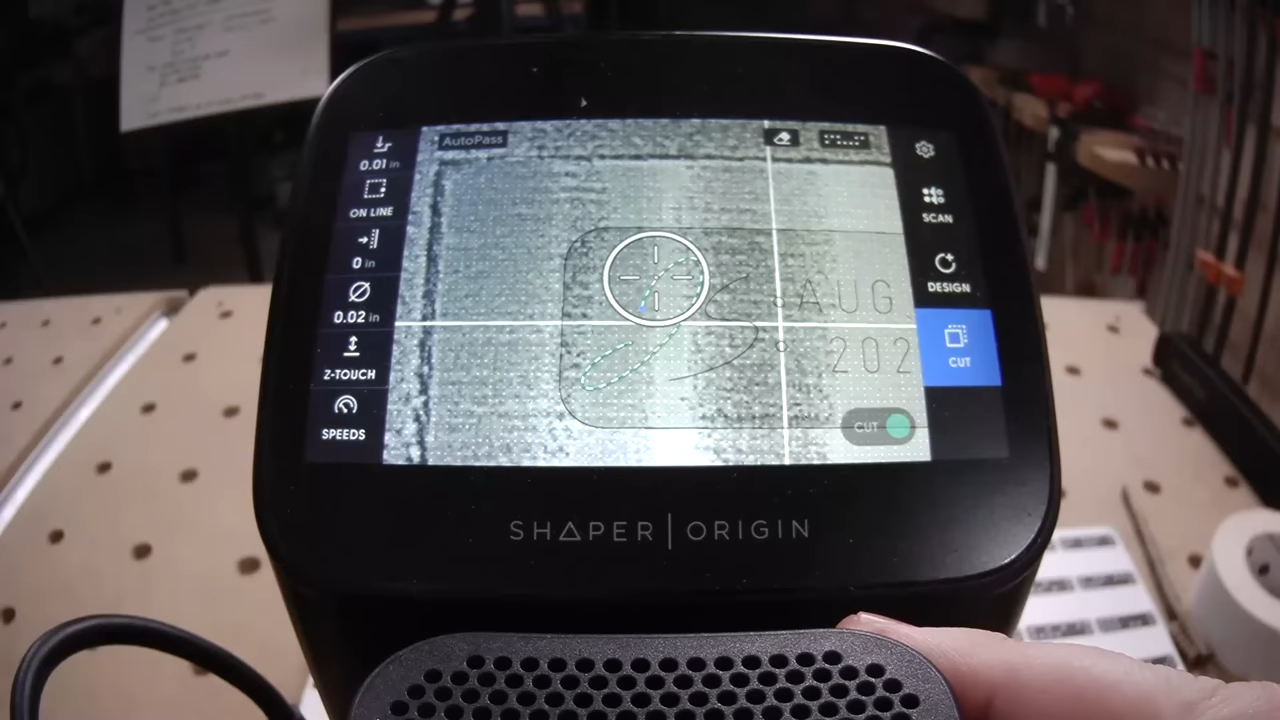 AutoPass
0.01 in
ON LINE
0 in
0.02 in
Z-TOUCH
SPEEDS
S
AUG
202
SCAN
DESIGN
CUT
CUT
SHAPER | ORIGIN